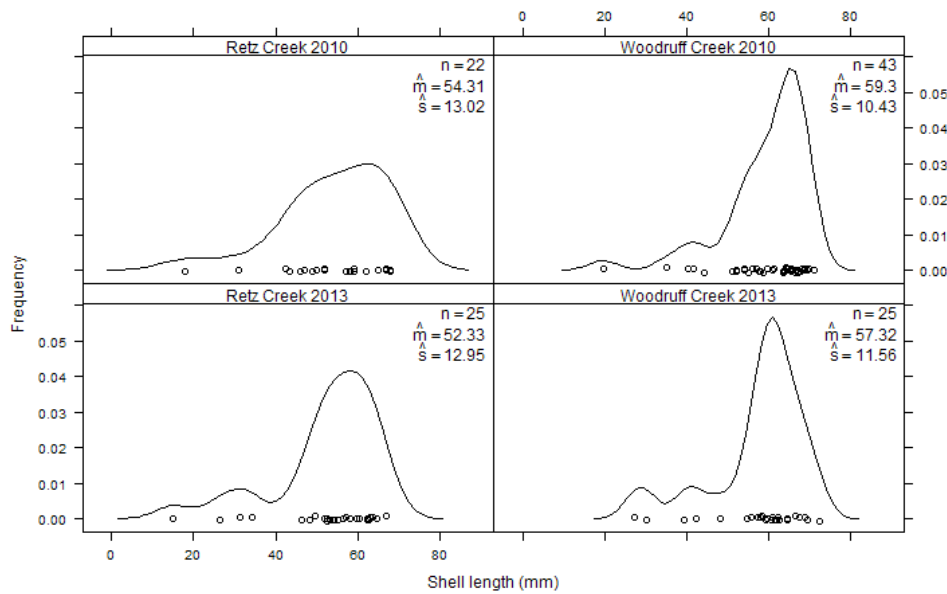 0 20 40 60 80
Retz Creek 2010
n = 22
m̂ = 54.31
ŝ = 13.02
Woodruff Creek 2010
n = 43
m̂ = 59.3
ŝ = 10.43
0.05
0.04
0.03
0.02
0.01
0.00
Frequency
Retz Creek 2013
n = 25
m̂ = 52.33
ŝ = 12.95
Woodruff Creek 2013
n = 25
m̂ = 57.32
ŝ = 11.56
0.05
0.04
0.03
0.02
0.01
0.00
0 20 40 60 80
Shell length (mm)